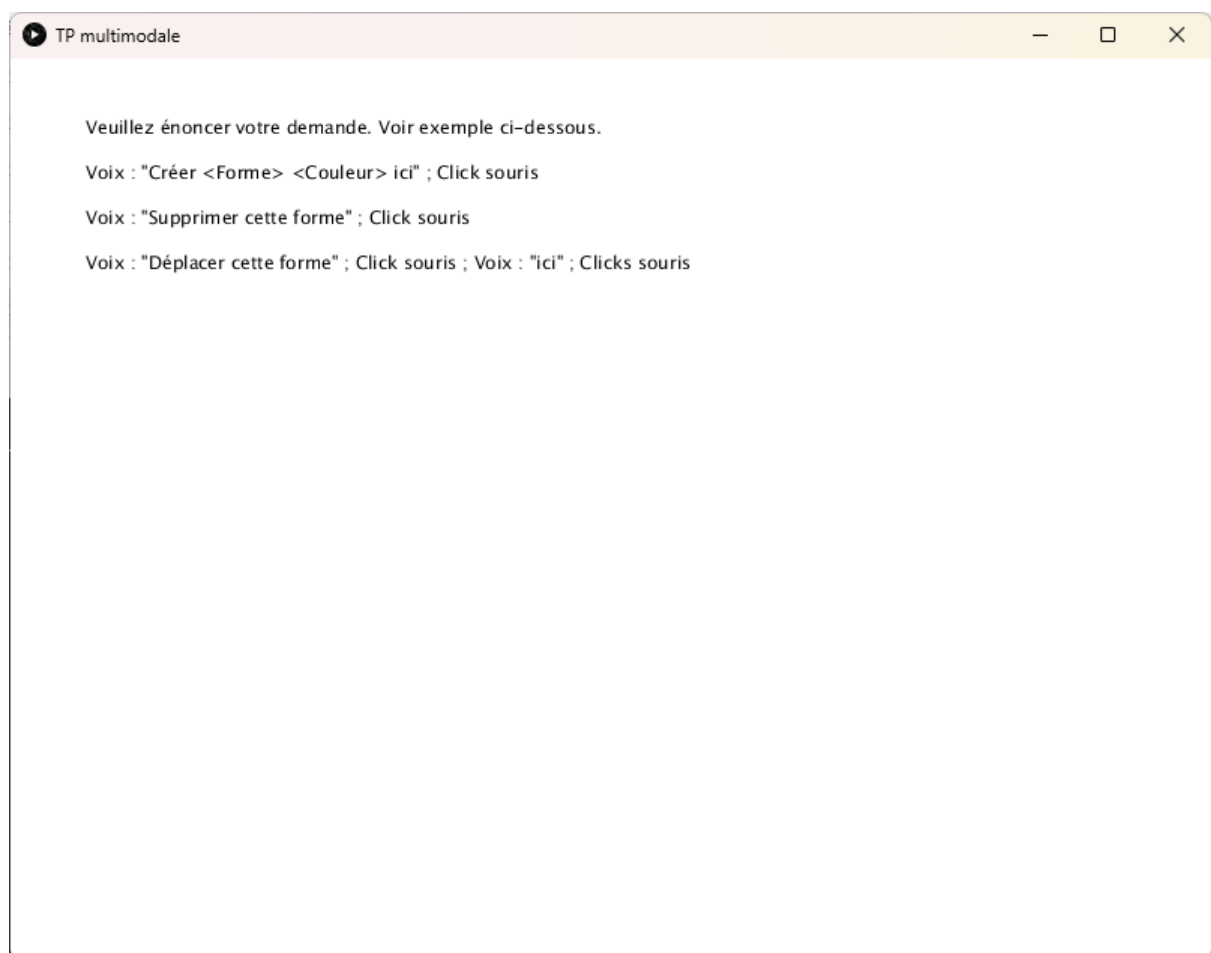 TP multimodale
Veuillez énoncer votre demande. Voir exemple ci-dessous.
Voix : "Créer <Forme> <Couleur> ici" ; Click souris
Voix : "Supprimer cette forme" ; Click souris
Voix : "Déplacer cette forme" ; Click souris ; Voix : "ici" ; Clicks souris